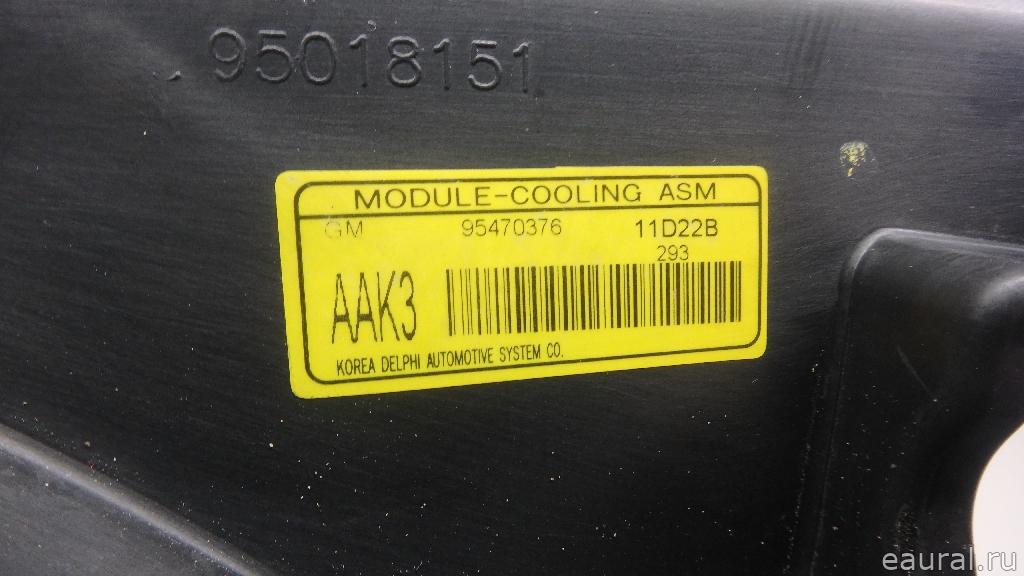 95018151
MODULE-COOLING ASM
GM 95470376 11D22B
293
AAK3
KOREA DELPHI AUTOMOTIVE SYSTEM CO.
eaural.ru